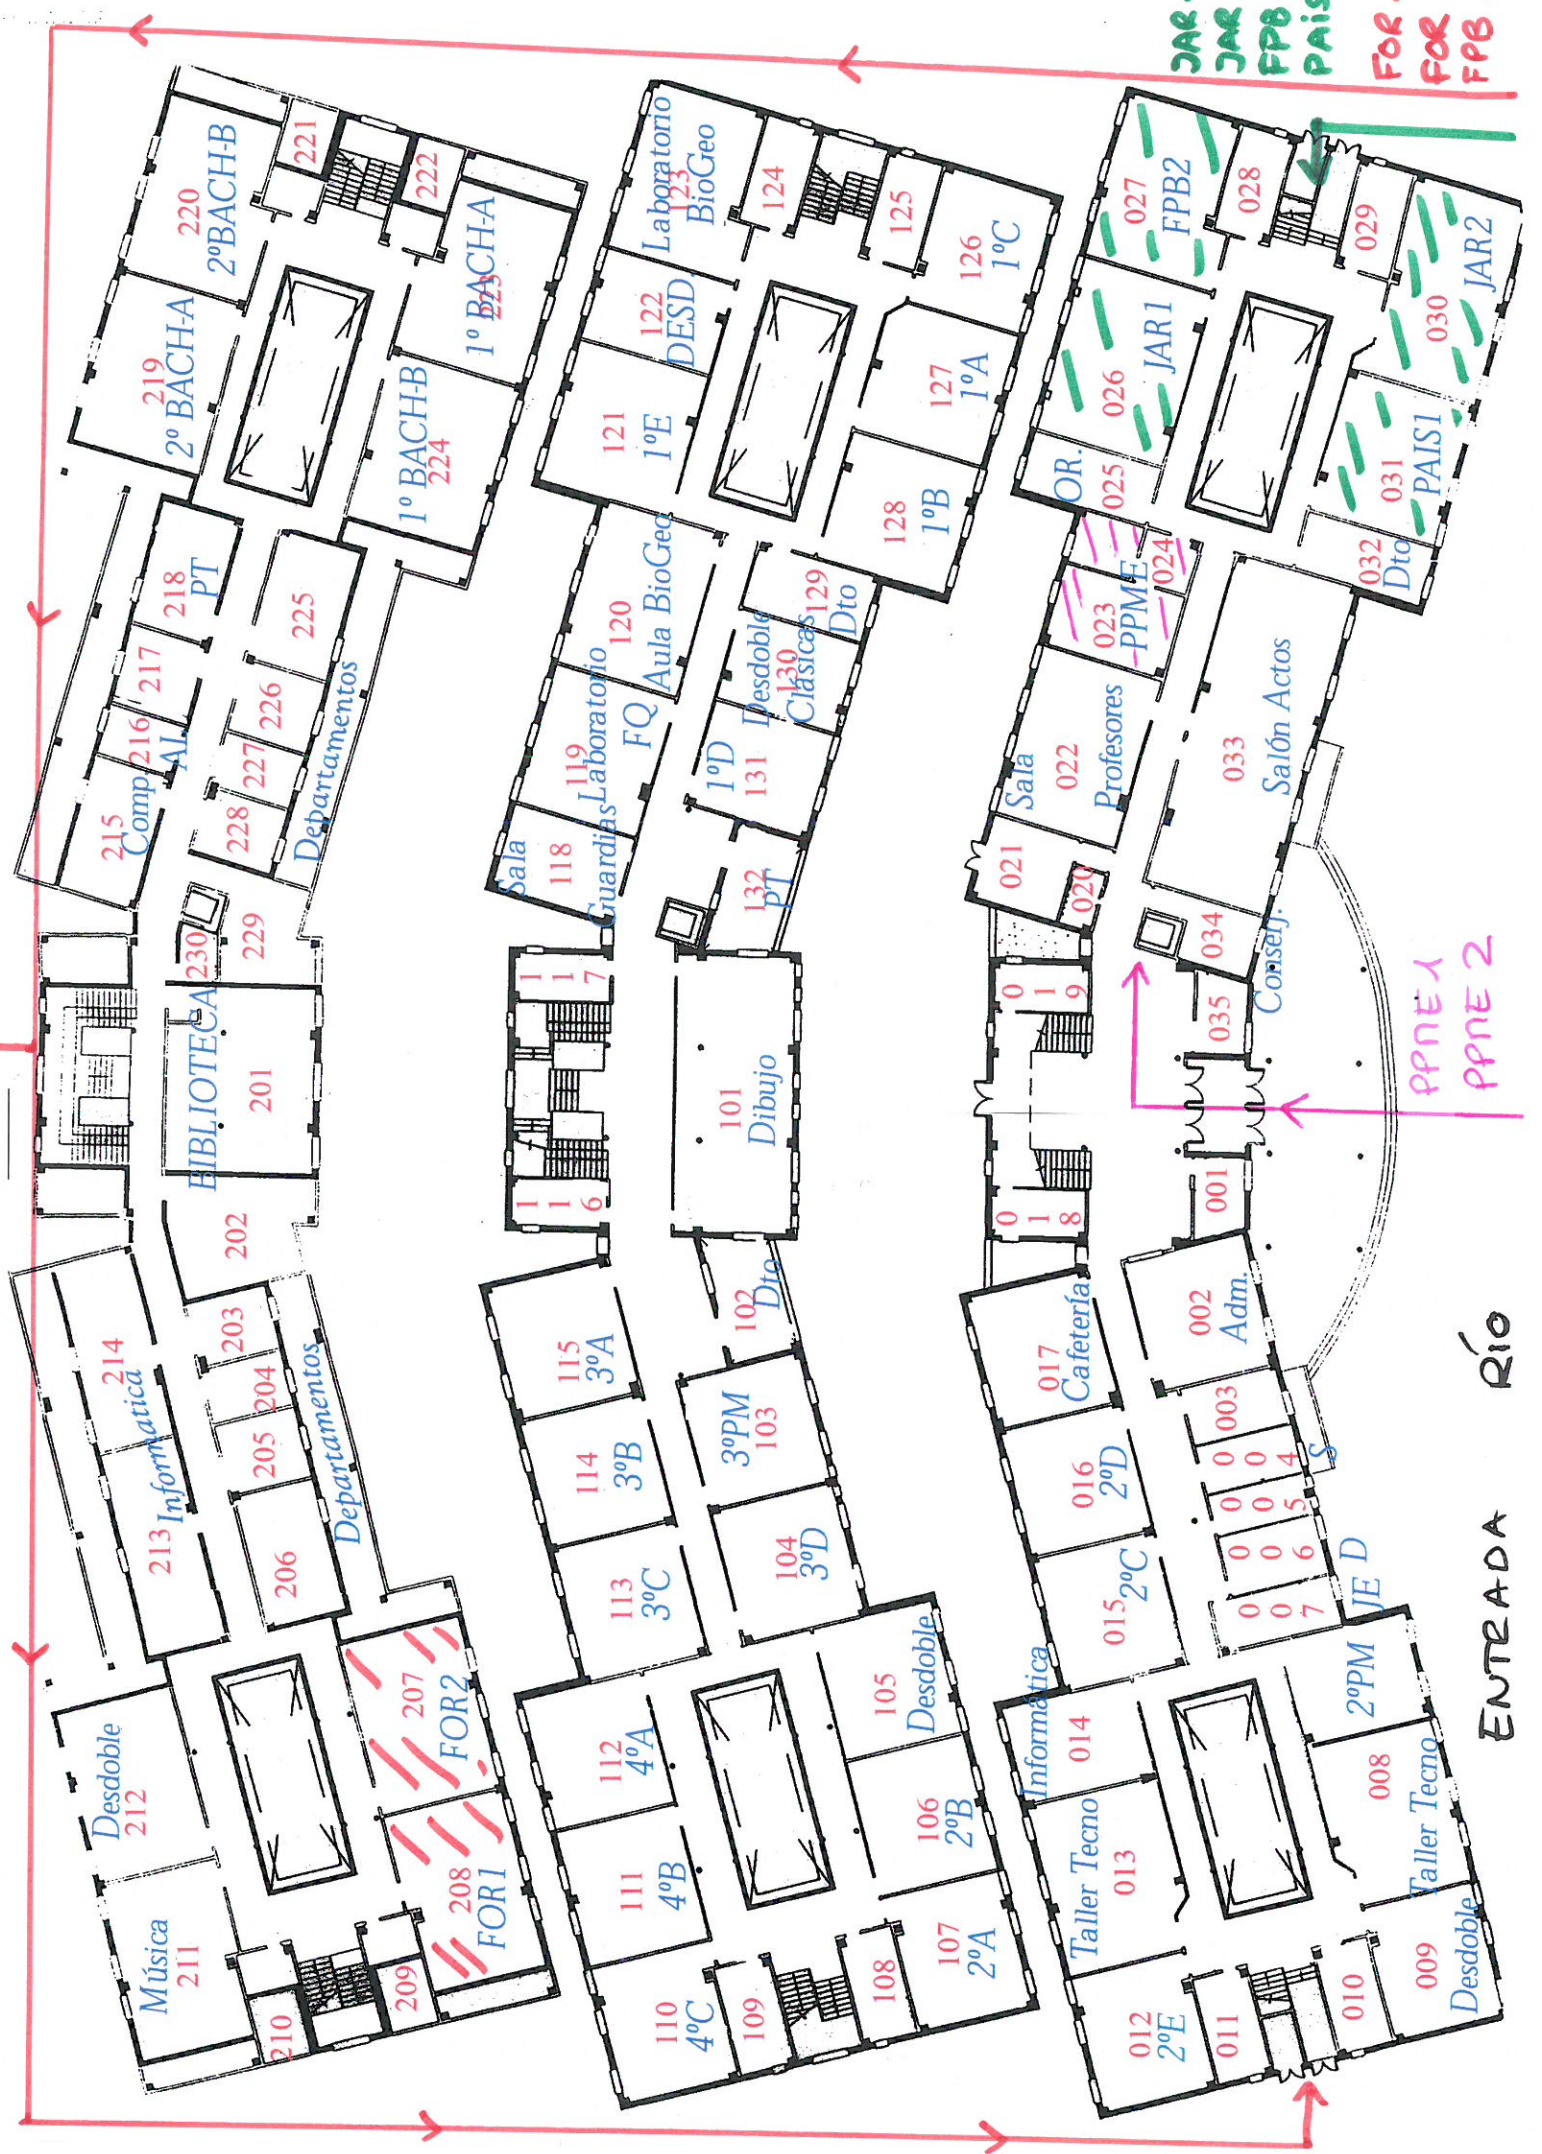 JAR
JAR
FPB
PAIS
FOR
FOR
FPB
220
2ºBACH-B
221
222
219
2º BACH-A
1º BACH-A
223
1º BACH-B
224
218
PT
217
216
AL
215
Comp
225
226
227
228
Departamentos
229
230
BIBLIOTECA
201
202
203
204
205
206
Departamentos
214
213
Informatica
207
FOR2
208
FOR1
209
210
Música
211
Desdoble
212
Laboratorio
123
BioGeo
124
125
126
1ºC
122
DESD.
121
1ºE
127
1ºA
128
1ºB
120
Aula BioGeo
129
Dto
Desdoble
130
Clásicas
119
Laboratorio
FQ
1ºD
131
Sala
118
Guardias
132
PT
117
101
Dibujo
116
102
Dto
115
3ºA
114
3ºB
113
3ºC
3ºPM
103
104
3ºD
105
Desdoble
112
4ºA
111
4ºB
110
4ºC
109
108
107
2ºA
106
2ºB
027
FPB2
028
029
030
JAR2
026
JAR1
OR.
025
031
PAIS1
032
Dto
024
023
PPME
Sala
022
Profesores
033
Salón Actos
021
020
034
Conserj.
035
019
018
001
002
Adm.
017
Cafetería
016
2ºD
015
2ºC
003
004
005
006
007
S
JE D
Informática
014
Taller Tecno
013
012
2ºE
011
010
009
Desdoble
008
Taller Tecno
2ºPM
PPME 1
PPME 2
ENTRADA RÍO